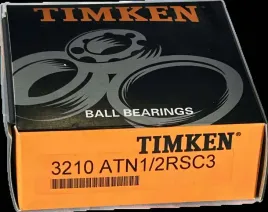 TIMKEN
BALL BEARINGS
TIMKEN
3210 ATN1/2RSC3